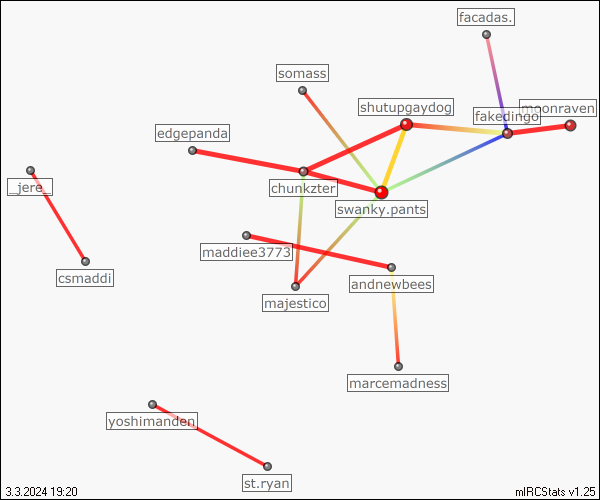 facadas.
somass
shutupgaydog
moonraven
fakedingo
edgepanda
_jere_
chunkzter
swanky.pants
maddiee3773
csmaddi
andnewbees
majestico
marcemadness
yoshimanden
st.ryan
3.3.2024 19:20
mIRCStats v1.25